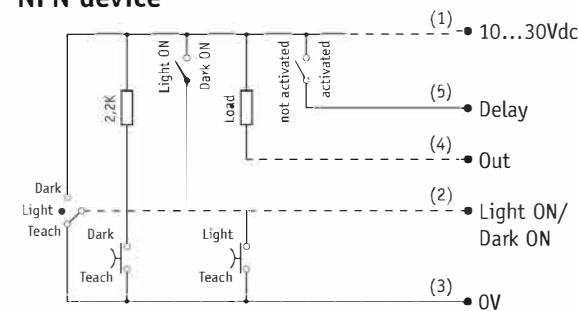 NPN device
(1)
10...30Vdc
Light ON
Dark ON
not activated
activated
2,2K
Load
(5)
Delay
(4)
Out
Dark
Light
Teach
(2)
Light ON/
Dark ON
Dark
Teach
Light
Teach
(3)
0V